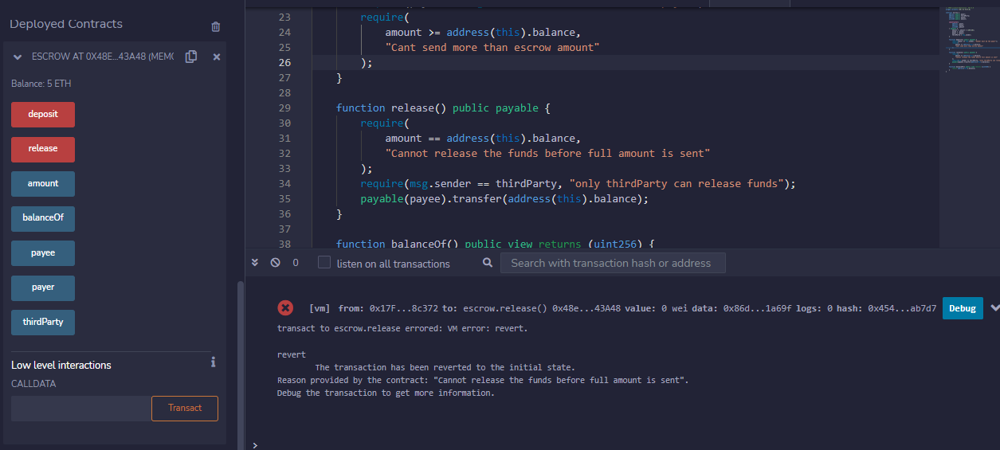 Deployed Contracts
ESCROW AT 0X48E...43A48 (MEMO
Balance: 5 ETH
deposit
release
amount
balanceOf
payee
payer
thirdParty
Low level interactions
i
CALLDATA
Transact
23 require(
24 amount >= address(this).balance,
25 "Cant send more than escrow amount"
26 );
27 }
28
29 function release() public payable {
30 require(
31 amount == address(this).balance,
32 "Cannot release the funds before full amount is sent"
33 );
34 require(msg.sender == thirdParty, "only thirdParty can release funds");
35 payable(payee).transfer(address(this).balance);
36 }
37
38 function balanceOf() public view returns (uint256) {
0 listen on all transactions Search with transaction hash or address
[vm] from: 0x17F...8c372 to: escrow.release() 0x48e...43A48 value: 0 wei data: 0x86d...1a69f logs: 0 hash: 0x454...ab7d7 Debug
transact to escrow.release errored: VM error: revert.
revert
The transaction has been reverted to the initial state.
Reason provided by the contract: "Cannot release the funds before full amount is sent".
Debug the transaction to get more information.
>